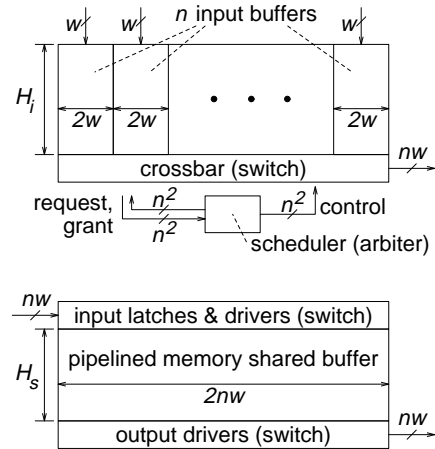 w n input buffers w
w
H_i
2w 2w 2w
crossbar (switch) nw
request, n^2 n^2 control
grant n^2
scheduler (arbiter)
nw input latches & drivers (switch)
pipelined memory shared buffer
H_s
2nw
output drivers (switch) nw